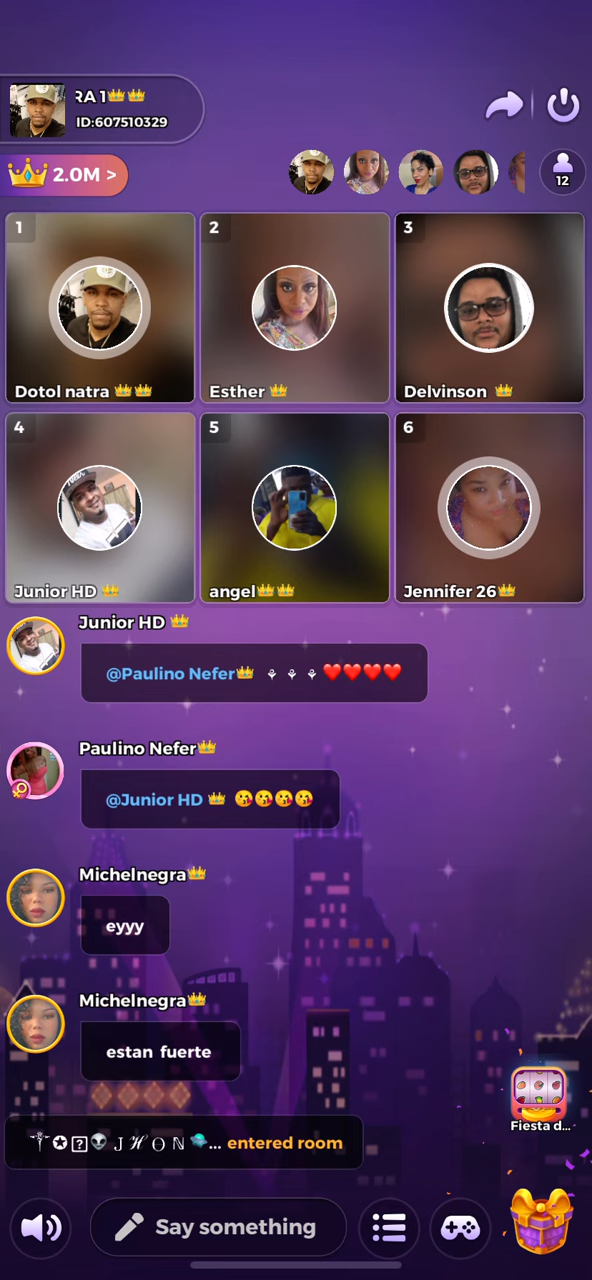 RA 1👑👑
ID:607510329
2.0M >
12
1
2
3
Dotol natra 👑👑
Esther 👑
Delvinson 👑
4
5
6
Junior HD 👑
angel👑👑
Jennifer 26👑
Junior HD 👑
@Paulino Nefer👑 ⚘ ⚘ ⚘ ❤️❤️❤️❤️
Paulino Nefer👑
@Junior HD 👑 😘😘😘😘
Michelnegra👑
eyyy
Michelnegra👑
estan fuerte
Fiesta d...
༒✪⍰👽 J ℋ O ℕ 🛸... entered room
Say something